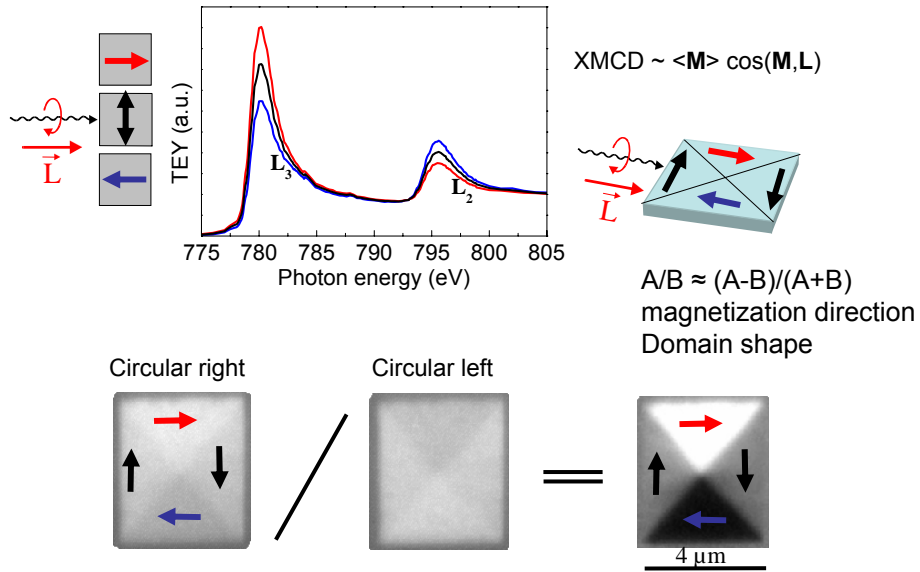 XMCD ~ <M> cos(M,L)
L
TEY (a.u.)
L3
L2
775 780 785 790 795 800 805
Photon energy (eV)
L
A/B ≈ (A-B)/(A+B)
magnetization direction
Domain shape
Circular right
Circular left
4 µm